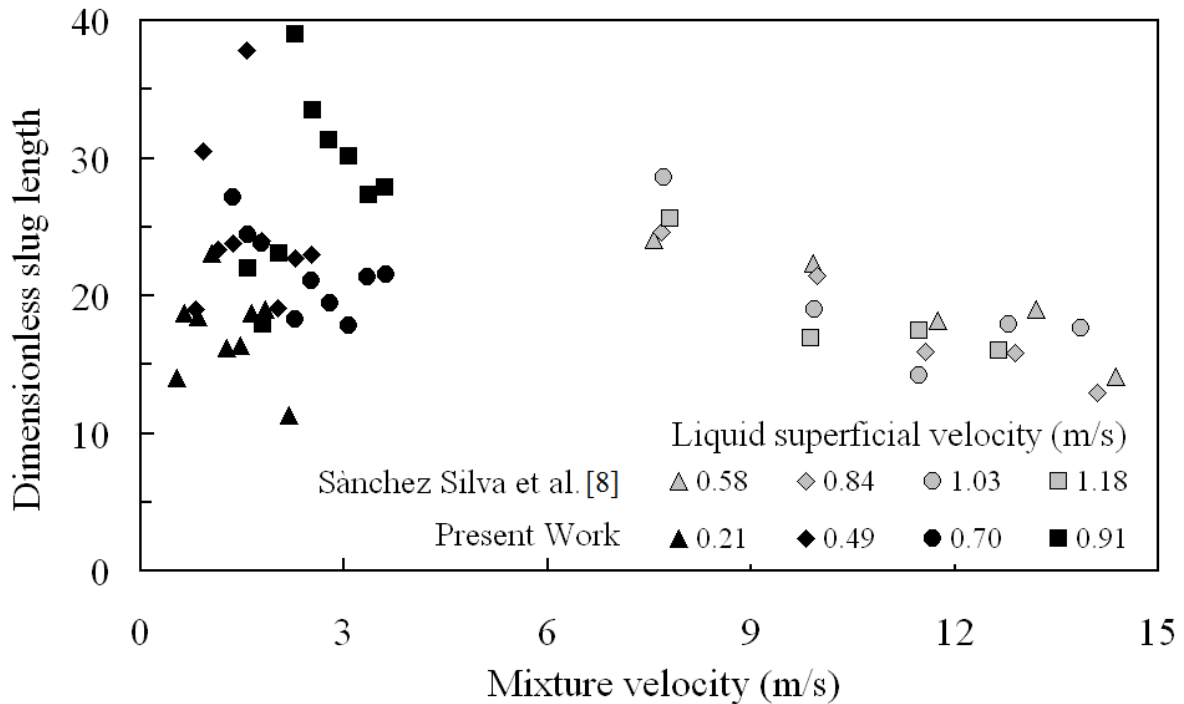 40
30
20
10
0
Dimensionless slug length
Liquid superficial velocity (m/s)
Sànchez Silva et al. [8] 0.58 0.84 1.03 1.18
Present Work 0.21 0.49 0.70 0.91
0 3 6 9 12 15
Mixture velocity (m/s)